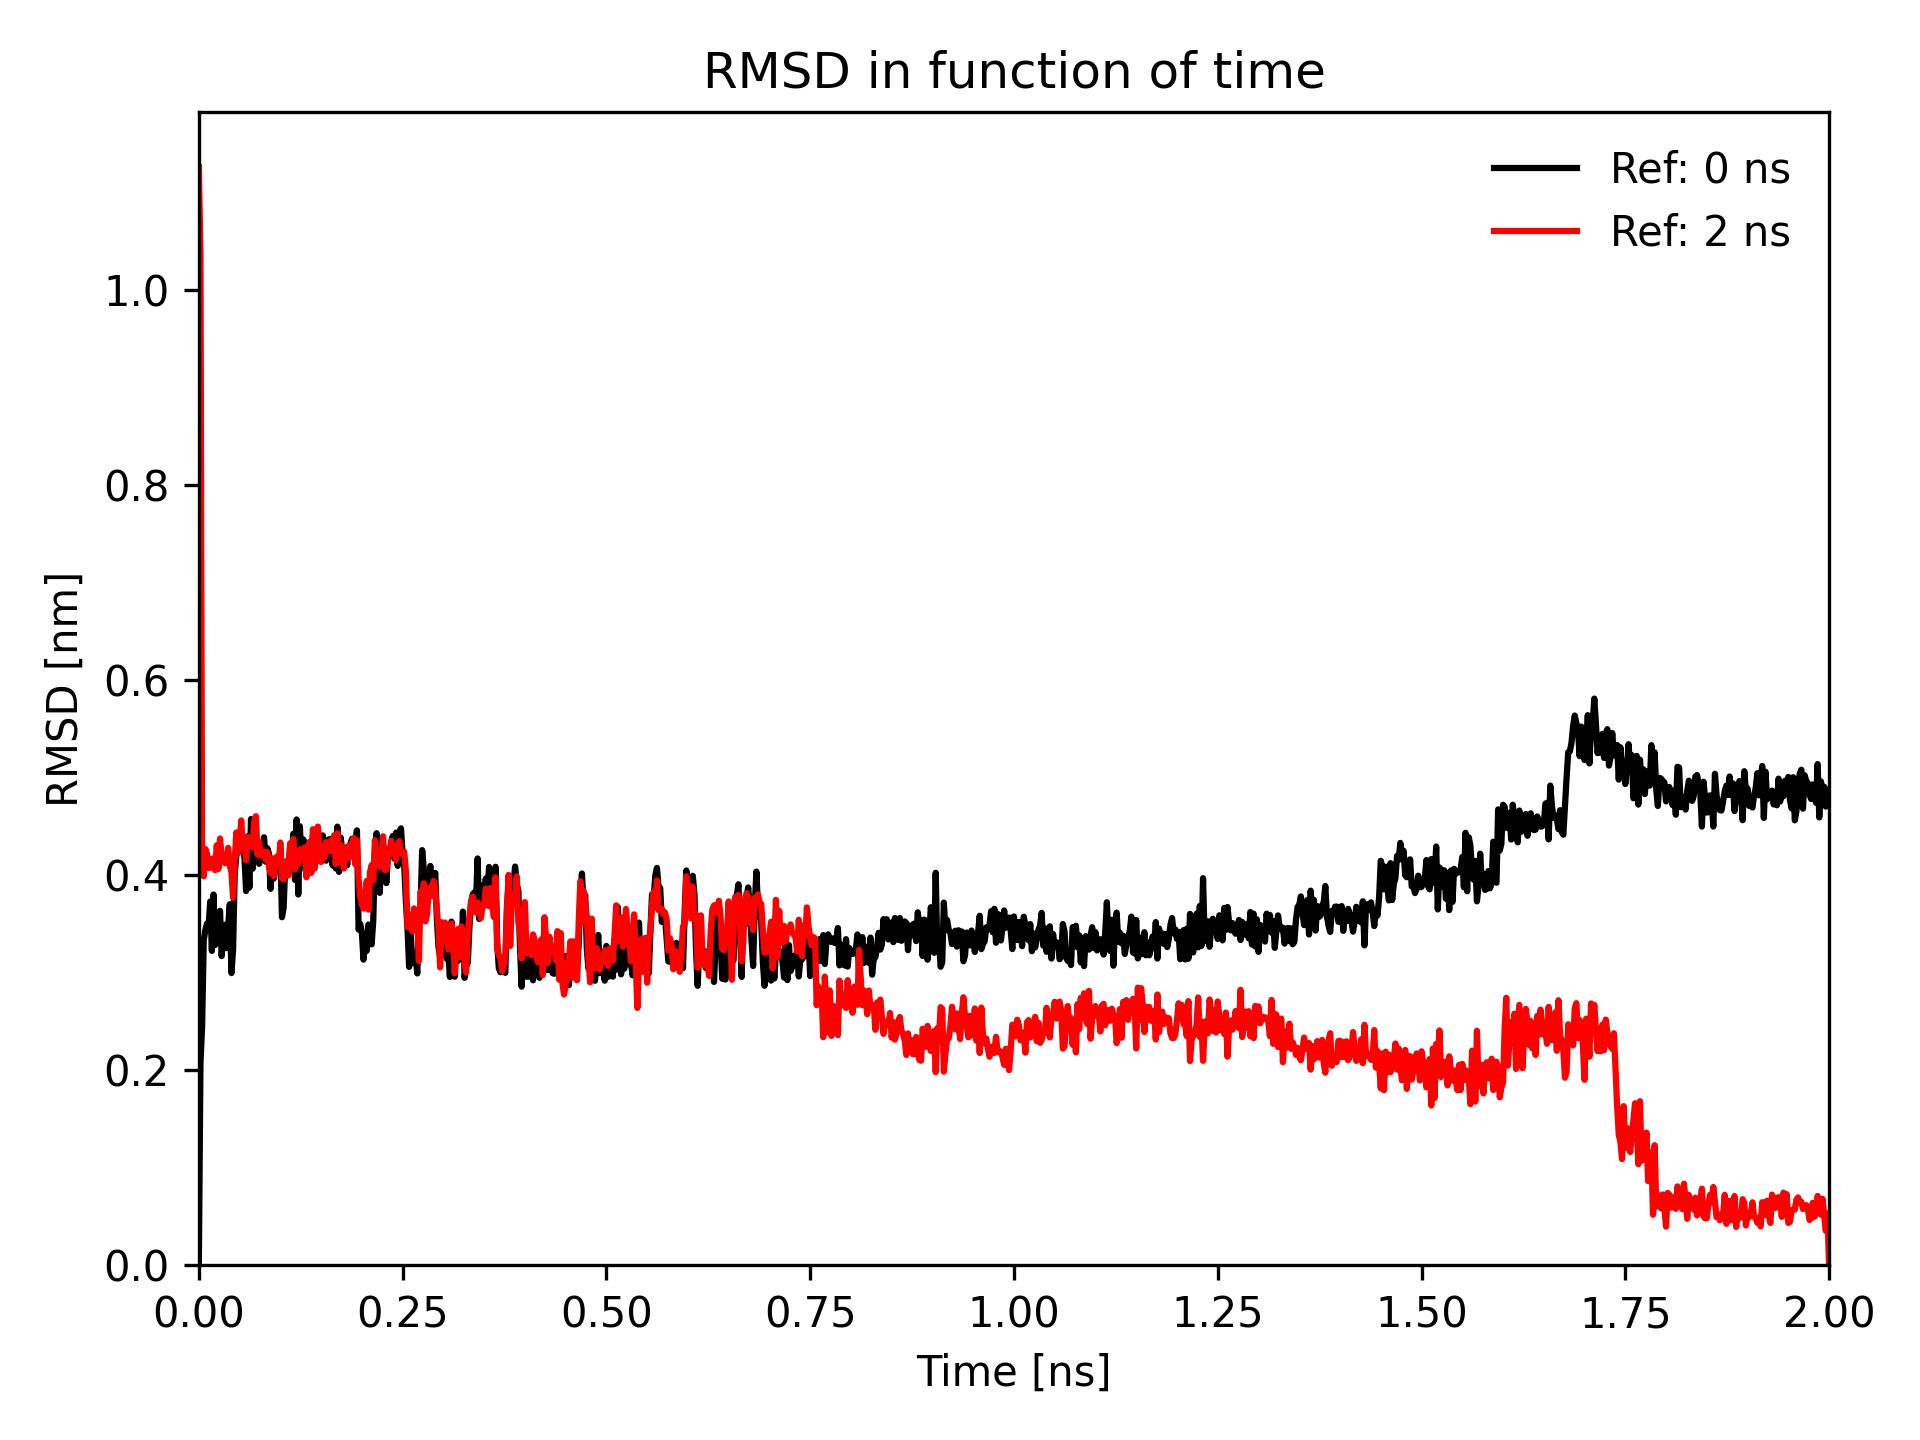 RMSD in function of time
Ref: 0 ns
Ref: 2 ns
1.0
0.8
0.6
0.4
0.2
0.0
RMSD [nm]
0.00 0.25 0.50 0.75 1.00 1.25 1.50 1.75 2.00
Time [ns]